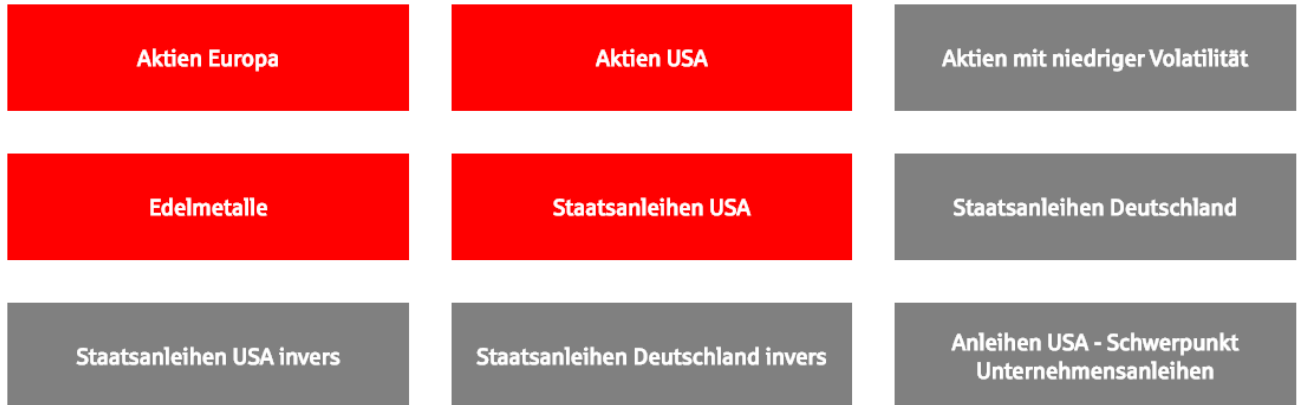 Aktien Europa
Aktien USA
Aktien mit niedriger Volatilität
Edelmetalle
Staatsanleihen USA
Staatsanleihen Deutschland
Staatsanleihen USA invers
Staatsanleihen Deutschland invers
Anleihen USA - Schwerpunkt
Unternehmensanleihen